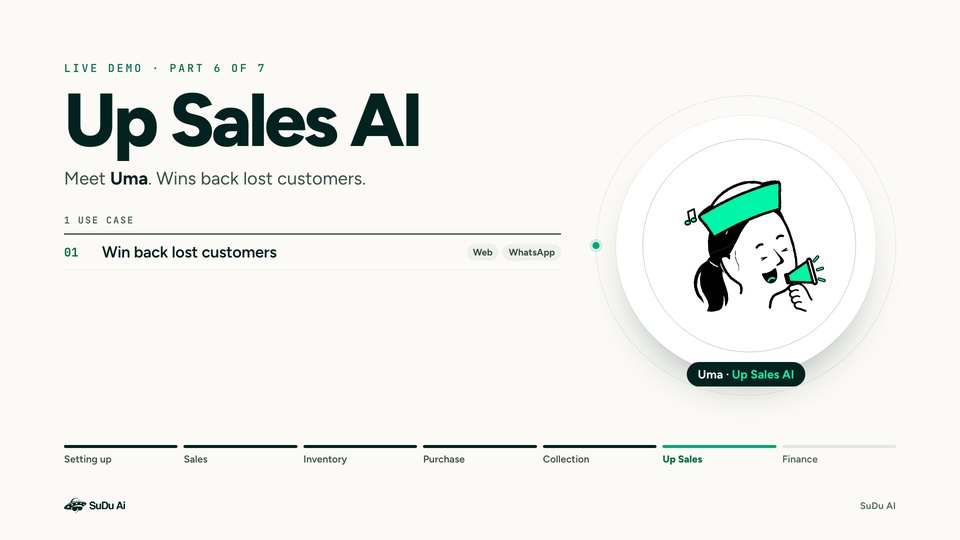 LIVE DEMO · PART 6 OF 7
Up Sales AI
Meet Uma. Wins back lost customers.
1 USE CASE
01 Win back lost customers Web WhatsApp
Uma · Up Sales AI
Setting up Sales Inventory Purchase Collection Up Sales Finance
SuDu Ai SuDu AI